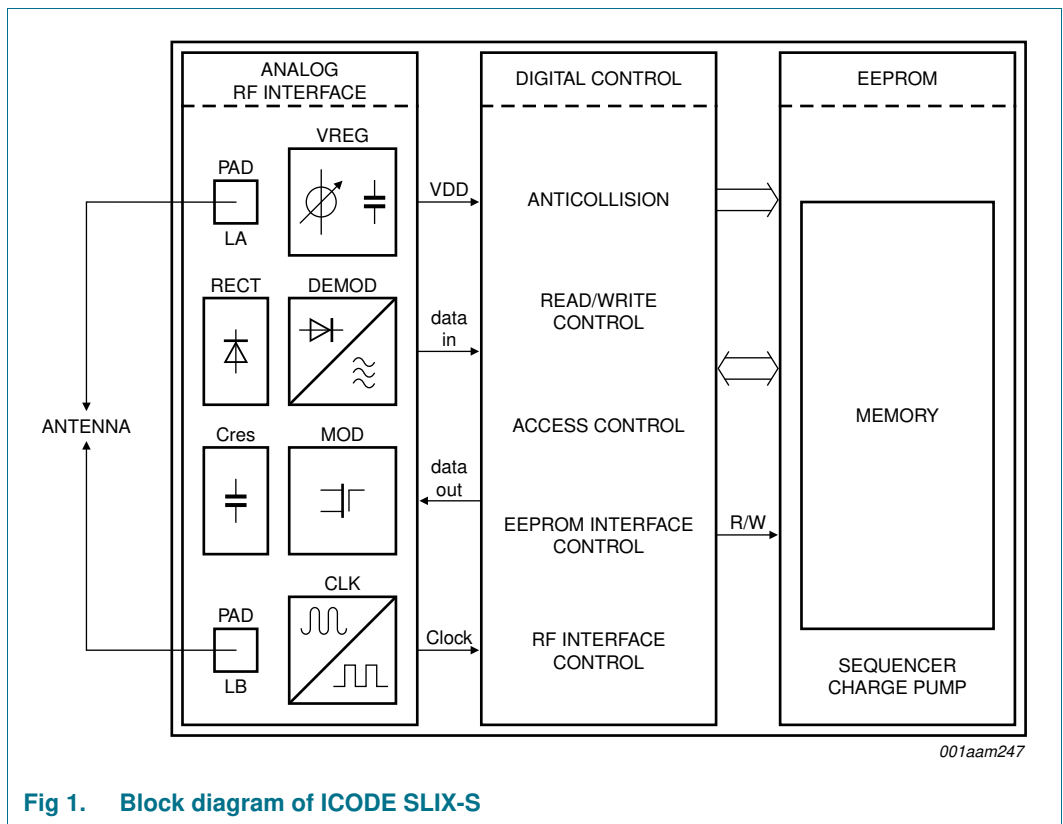 ANALOG
RF INTERFACE
DIGITAL CONTROL
EEPROM
VREG
PAD
LA
VDD
ANTICOLLISION
RECT
DEMOD
data
in
READ/WRITE
CONTROL
ANTENNA
MEMORY
Cres
MOD
data
out
ACCESS CONTROL
EEPROM INTERFACE
CONTROL
R/W
CLK
PAD
LB
Clock
RF INTERFACE
CONTROL
SEQUENCER
CHARGE PUMP
001aam247
Fig 1. Block diagram of ICODE SLIX-S